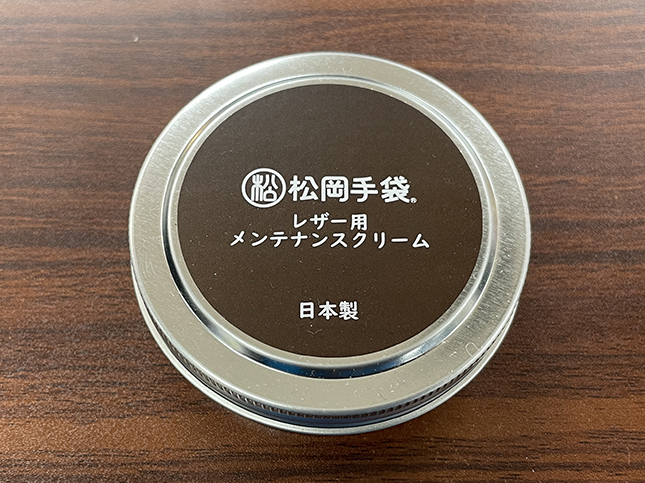 松 松岡手袋®
レザー用
メンテナンスクリーム
日本製